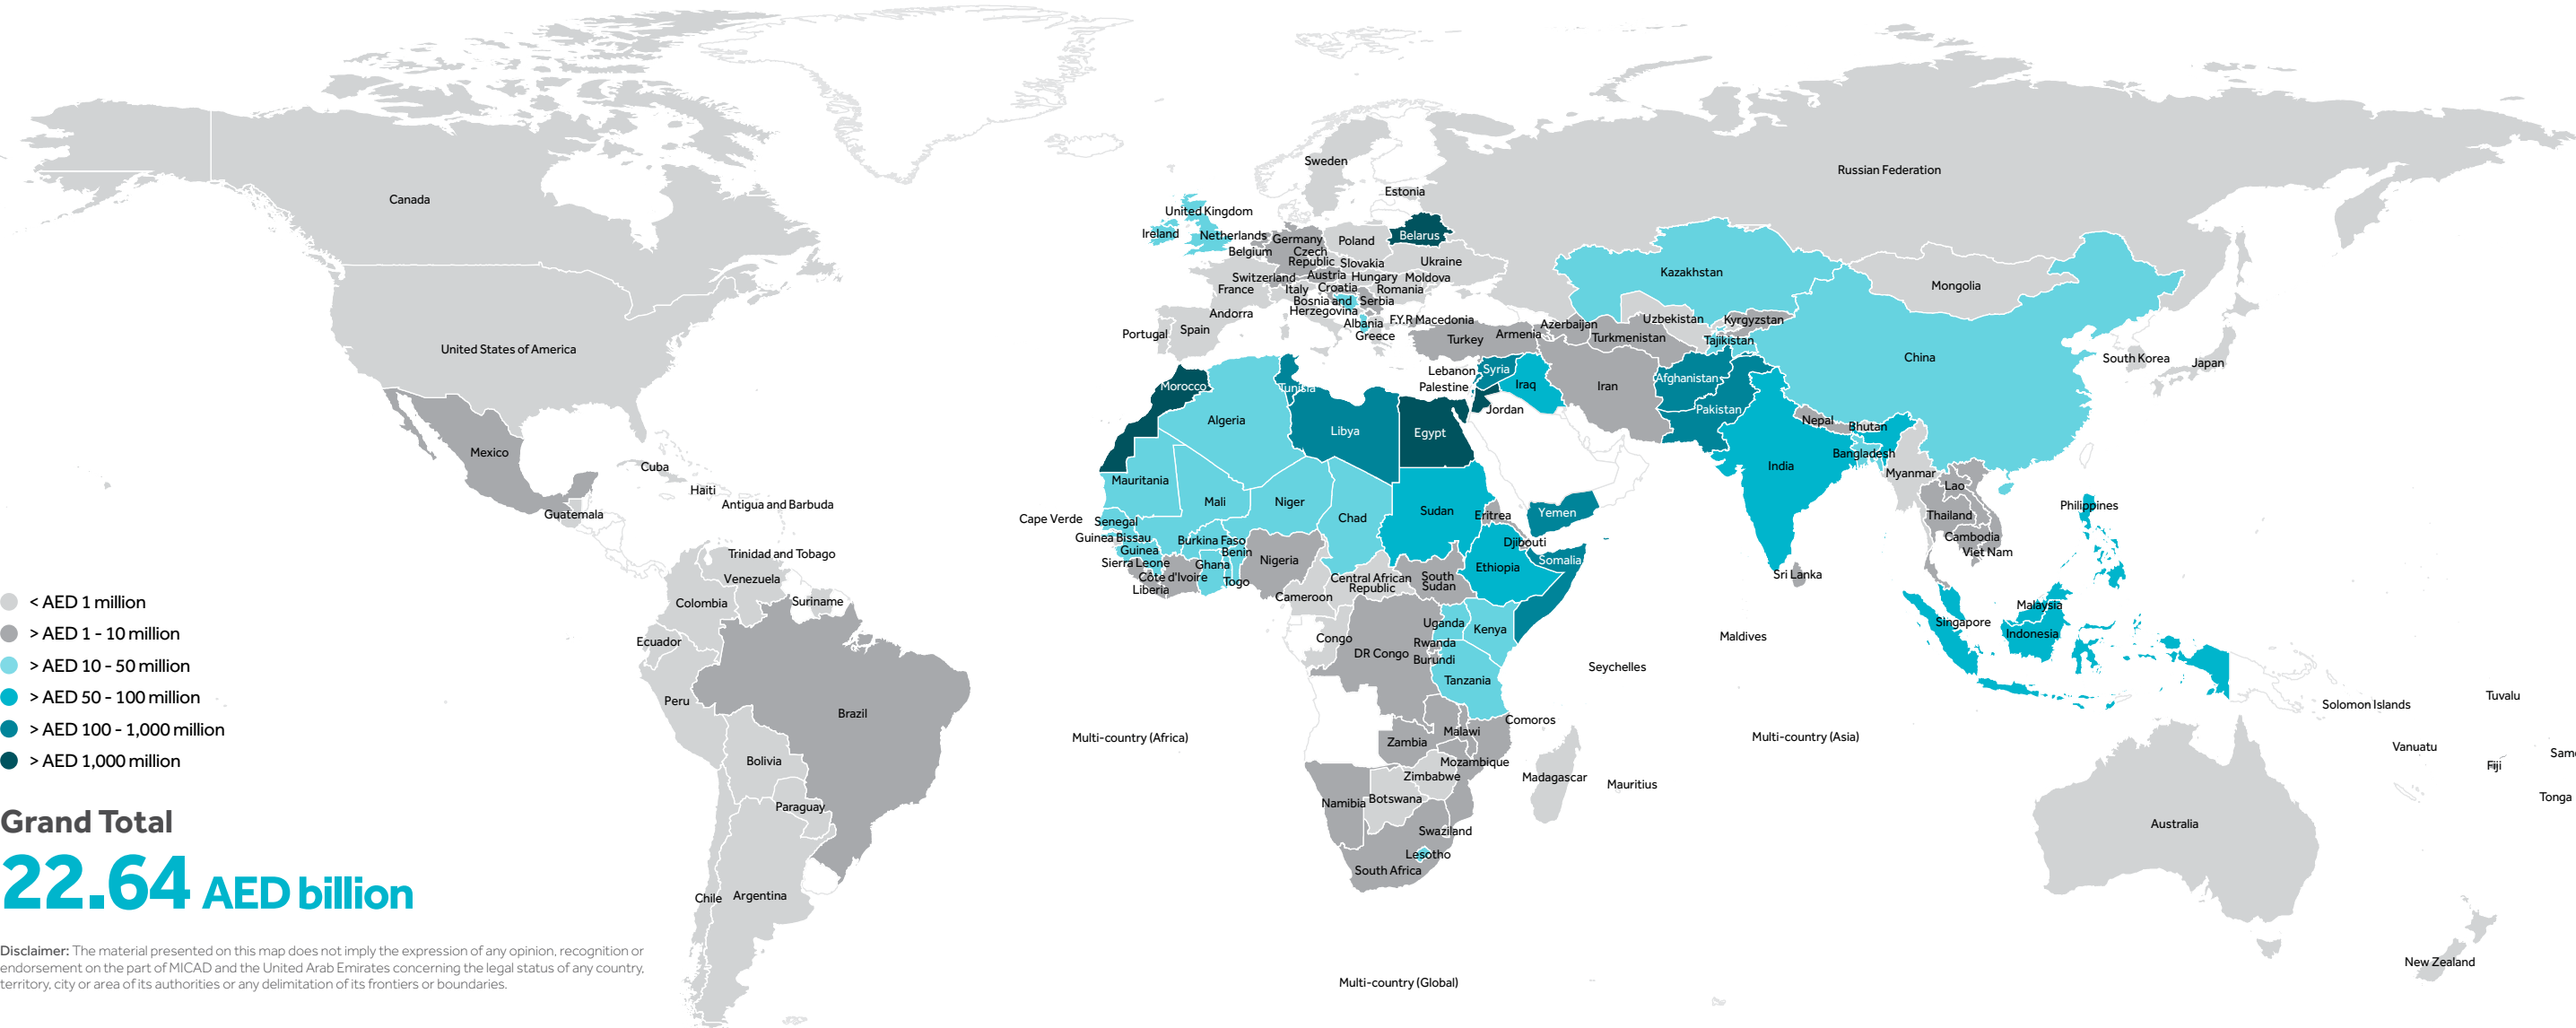 Sweden
Russian Federation
Estonia
Canada
United Kingdom
Ireland
Netherlands
Belarus
Germany
Poland
Belgium
Czech
Republic
Slovakia
Ukraine
Kazakhstan
Switzerland
Austria
Hungary
Moldova
France
Italy
Croatia
Romania
Mongolia
Bosnia and
Herzegovina
Serbia
Andorra
Albania
F.Y.R Macedonia
Azerbaijan
Uzbekistan
Kyrgyzstan
Portugal
Spain
Greece
Turkey
Armenia
Turkmenistan
Tajikistan
United States of America
China
South Korea
Japan
Lebanon
Syria
Morocco
Tunisia
Palestine
Iraq
Iran
Afghanistan
Jordan
Pakistan
Algeria
Libya
Egypt
Nepal
Bhutan
Mexico
Bangladesh
Cuba
India
Myanmar
Mauritania
Lao
Haiti
Mali
Niger
Antigua and Barbuda
Philippines
Guatemala
Cape Verde
Senegal
Chad
Sudan
Eritrea
Yemen
Thailand
Guinea Bissau
Burkina Faso
Djibouti
Cambodia
Guinea
Benin
Viet Nam
Trinidad and Tobago
Sierra Leone
Ghana
Nigeria
Somalia
Ethiopia
Venezuela
Côte d'Ivoire
Togo
Central African
Republic
South
Sudan
Sri Lanka
Liberia
Cameroon
Colombia
Suriname
Malaysia
Singapore
Indonesia
Ecuador
Congo
Uganda
Kenya
Maldives
Rwanda
DR Congo
Burundi
Seychelles
Tanzania
Peru
Brazil
Tuvalu
Solomon Islands
Comoros
Malawi
Multi-country (Africa)
Zambia
Multi-country (Asia)
Vanuatu
Sam
Bolivia
Mozambique
Fiji
Zimbabwe
Madagascar
Mauritius
Tonga
Namibia
Botswana
Paraguay
Australia
Swaziland
Lesotho
South Africa
Chile
Argentina
New Zealand
Multi-country (Global)
< AED 1 million
> AED 1 - 10 million
> AED 10 - 50 million
> AED 50 - 100 million
> AED 100 - 1,000 million
> AED 1,000 million
Grand Total
22.64 AED billion
Disclaimer: The material presented on this map does not imply the expression of any opinion, recognition or
endorsement on the part of MICAD and the United Arab Emirates concerning the legal status of any country,
territory, city or area of its authorities or any delimitation of its frontiers or boundaries.